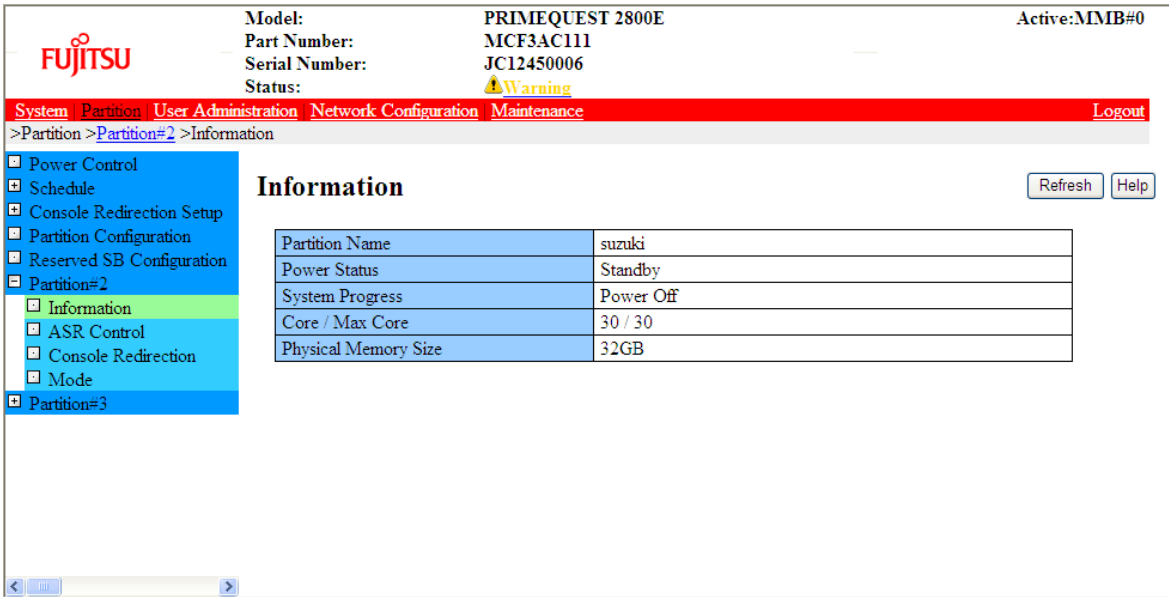 FUJITSU
Model: PRIMEQUEST 2800E Active:MMB#0
Part Number: MCF3AC111
Serial Number: JC12450006
Status: Warning
System | Partition | User Administration | Network Configuration | Maintenance Logout
>Partition >Partition#2 >Information
Power Control
Schedule
Console Redirection Setup
Partition Configuration
Reserved SB Configuration
Partition#2
Information
ASR Control
Console Redirection
Mode
Partition#3
Information Refresh Help
Partition Name suzuki
Power Status Standby
System Progress Power Off
Core / Max Core 30 / 30
Physical Memory Size 32GB